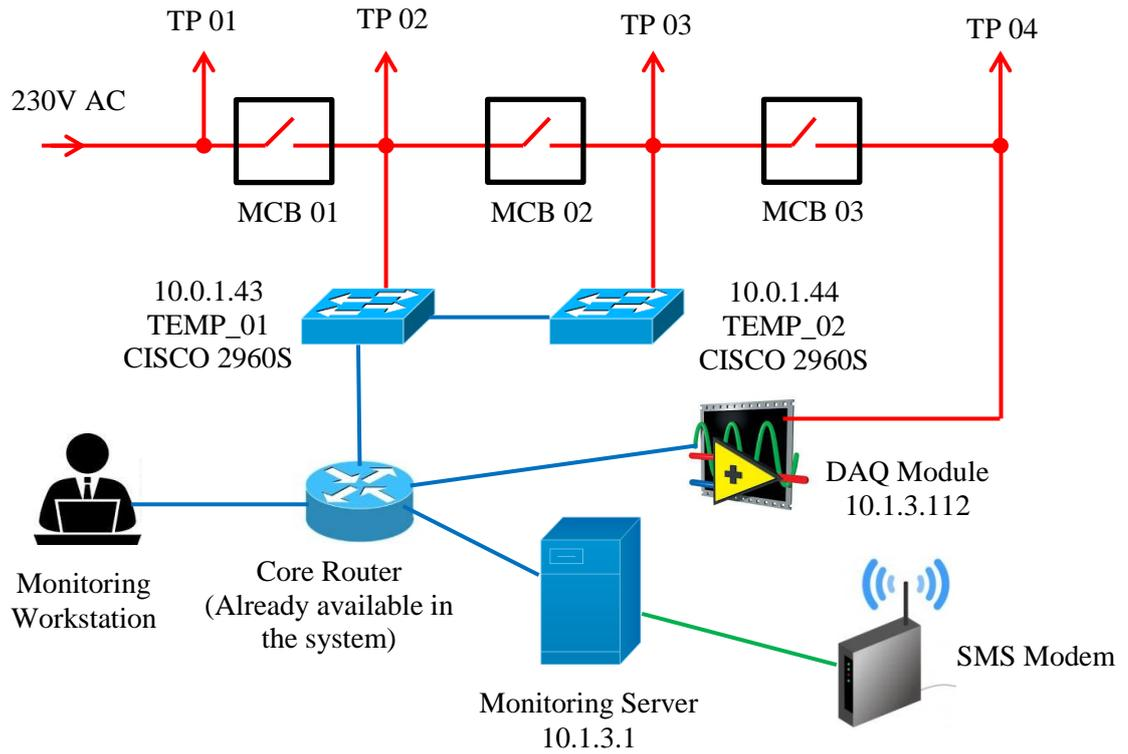 TP 01
TP 02
TP 03
TP 04
230V AC
MCB 01
MCB 02
MCB 03
10.0.1.43
TEMP_01
CISCO 2960S
10.0.1.44
TEMP_02
CISCO 2960S
DAQ Module
10.1.3.112
Monitoring
Workstation
Core Router
(Already available in
the system)
SMS Modem
Monitoring Server
10.1.3.1